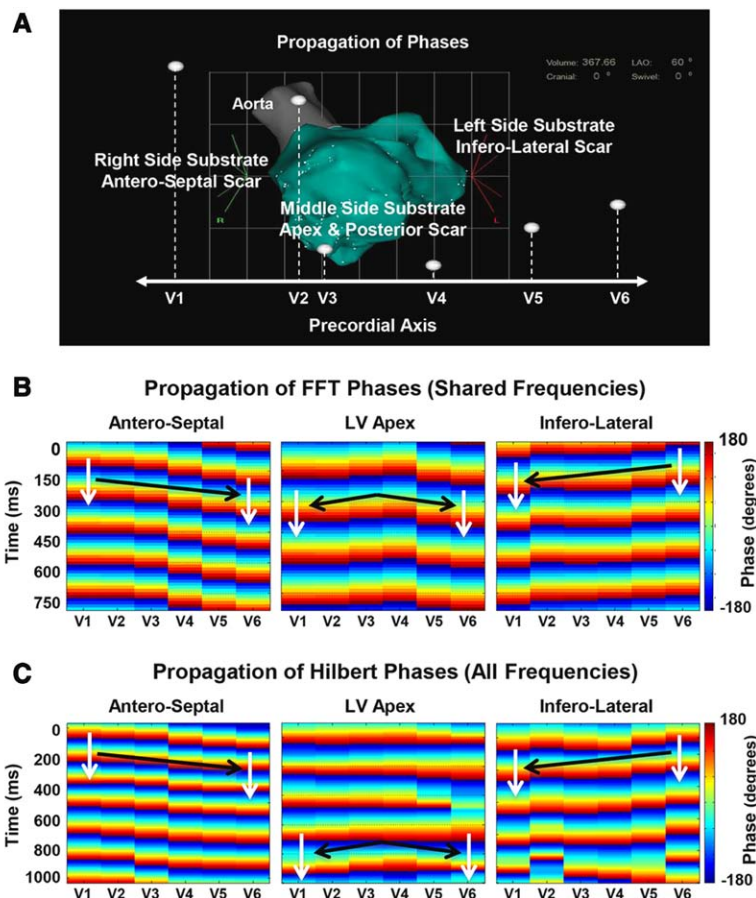 A
Propagation of Phases
Volume: 367.66 LAO: 60 °
Cranial: 0 ° Swivel: 0 °
Aorta
Left Side Substrate
Infero-Lateral Scar
Right Side Substrate
Antero-Septal Scar
Middle Side Substrate
Apex & Posterior Scar
R
L
V1 V2 V3 V4 V5 V6
Precordial Axis
B
Propagation of FFT Phases (Shared Frequencies)
Antero-Septal LV Apex Infero-Lateral
Time (ms)
0
150
300
450
600
750
V1 V2 V3 V4 V5 V6 V1 V2 V3 V4 V5 V6 V1 V2 V3 V4 V5 V6
180
-180
Phase (degrees)
C
Propagation of Hilbert Phases (All Frequencies)
Antero-Septal LV Apex Infero-Lateral
Time (ms)
0
200
400
600
800
1000
V1 V2 V3 V4 V5 V6 V1 V2 V3 V4 V5 V6 V1 V2 V3 V4 V5 V6
180
-180
Phase (degrees)